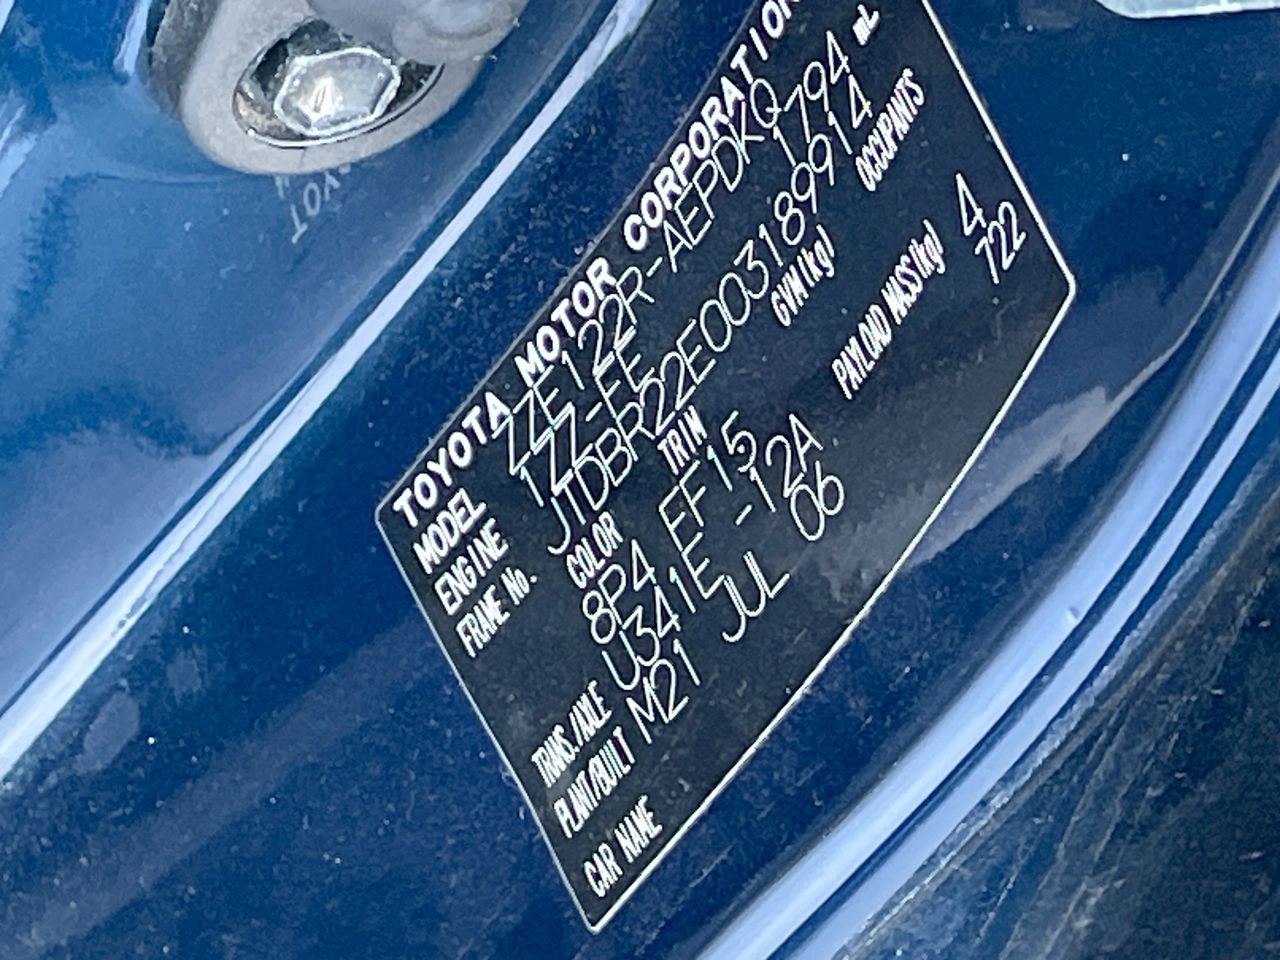 TOYOTA MOTOR CORPORATION
MODEL ZZE122R-AEPDKQ
ENGINE 1ZZ-FE 1794 mL
FRAME No. JTDBR22E003189914
COLOR TRIM GVM(kg) OCCUPANTS
8P4 EF15 4
TRANS./AXLE U341E -12A PAYLOAD MASS(kg) 722
PLANT/BUILT M21 JUL 06
CAR NAME